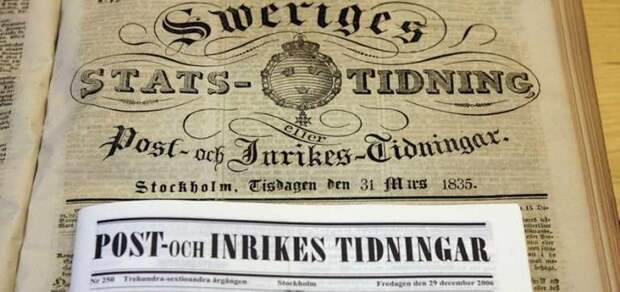 Sweriges
STATS-TIDNING
eller
Post- och Inrikes-Tidningar.
Stockholm, Tisdagen den 31 Mars 1835.
POST- OCH INRIKES TIDNINGAR
Nr 250 Trehundra-sextioandra årgången Stockholm Fredagen den 29 december 2006